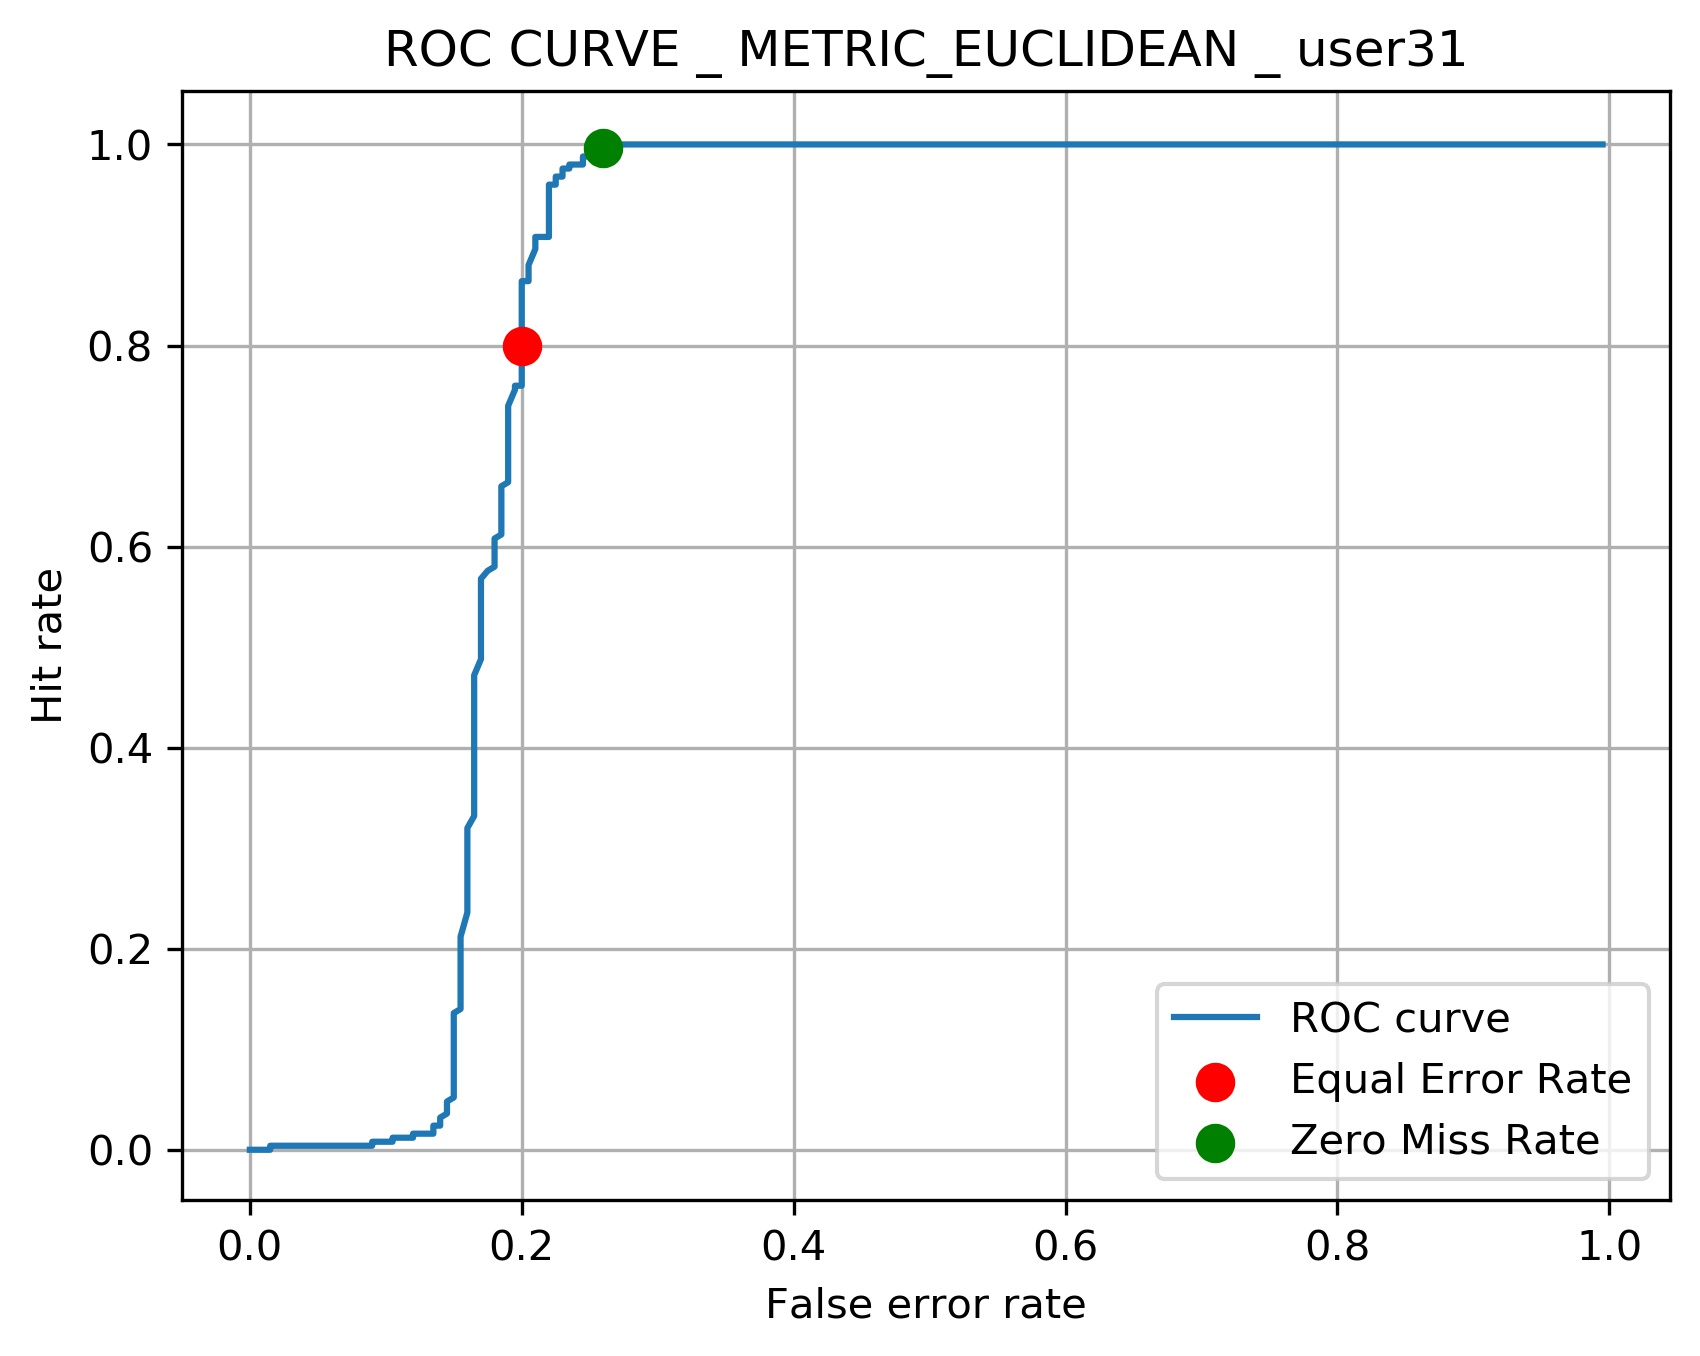 ROC CURVE _ METRIC_EUCLIDEAN _ user31
1.0
0.8
0.6
0.4
0.2
0.0
Hit rate
ROC curve
Equal Error Rate
Zero Miss Rate
0.0 0.2 0.4 0.6 0.8 1.0
False error rate